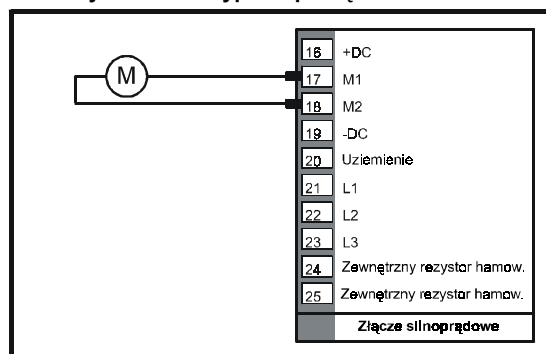 16 +DC
M
17 M1
18 M2
19 -DC
20 Uziemienie
21 L1
22 L2
23 L3
24 Zewnętrzny rezystor hamow.
25 Zewnętrzny rezystor hamow.
Złącze silnoprądowe